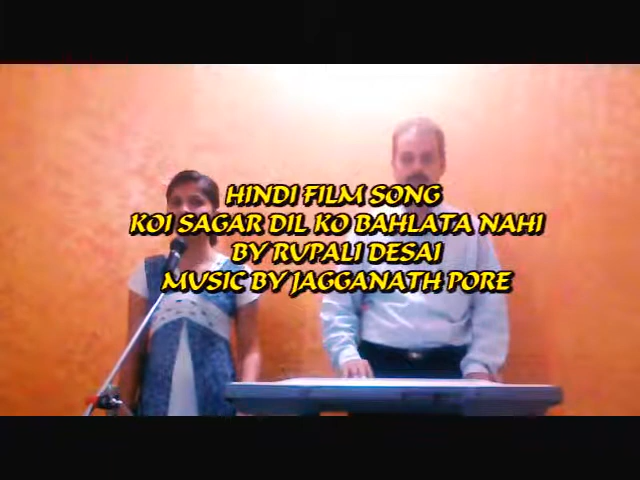 HINDI FILM SONG
KOI SAGAR DIL KO BAHLATA NAHI
BY RUPALI DESAI
MUSIC BY JAGGANATH PORE